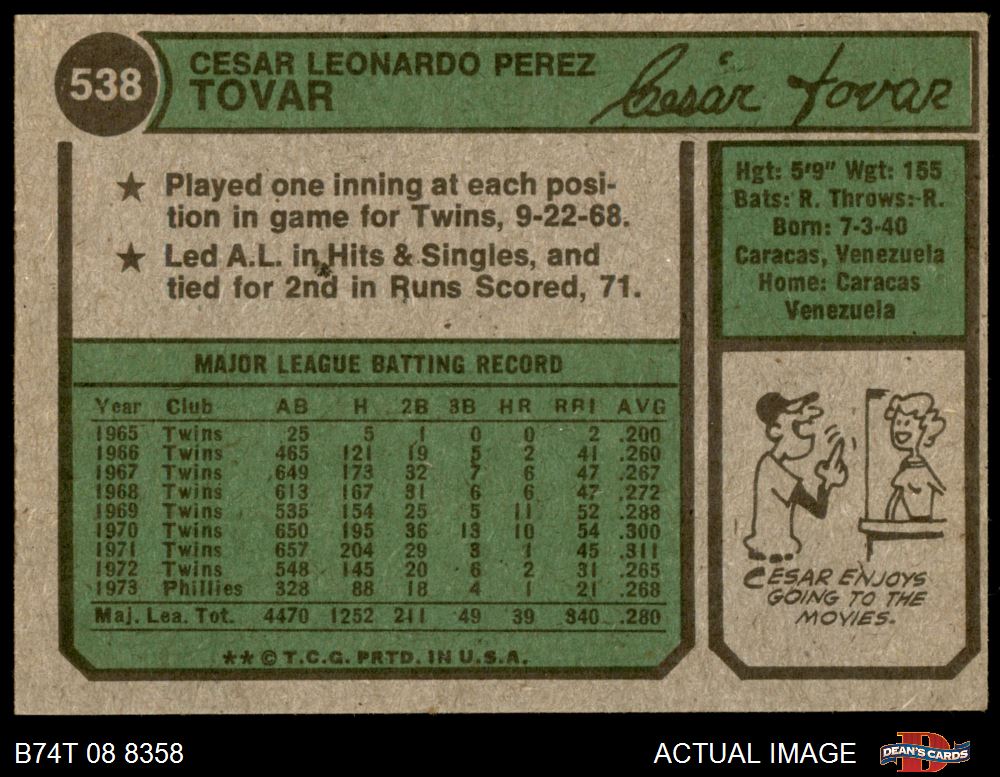 538
CESAR LEONARDO PEREZ
TOVAR
Cesar Tovar
★ Played one inning at each posi-
tion in game for Twins, 9-22-68.
★ Led A.L. in Hits & Singles, and
tied for 2nd in Runs Scored, 71.
Hgt: 5'9" Wgt: 155
Bats: R. Throws: R.
Born: 7-3-40
Caracas, Venezuela
Home: Caracas
Venezuela
MAJOR LEAGUE BATTING RECORD
Year Club AB H 2B 3B HR RBI AVG
1965 Twins 25 5 1 0 0 2 .200
1966 Twins 465 121 19 5 2 41 .260
1967 Twins 649 173 32 7 6 47 .267
1968 Twins 613 167 31 6 6 47 .272
1969 Twins 535 154 25 5 11 52 .288
1970 Twins 650 195 36 13 10 54 .300
1971 Twins 657 204 29 3 1 45 .311
1972 Twins 548 145 20 6 2 31 .265
1973 Phillies 328 88 18 4 1 21 .268
Maj. Lea. Tot. 4470 1252 211 49 39 340 .280
** © T.C.G. PRTD. IN U.S.A.
CESAR ENJOYS
GOING TO THE
MOVIES.
B74T 08 8358
ACTUAL IMAGE
DEAN'S CARDS